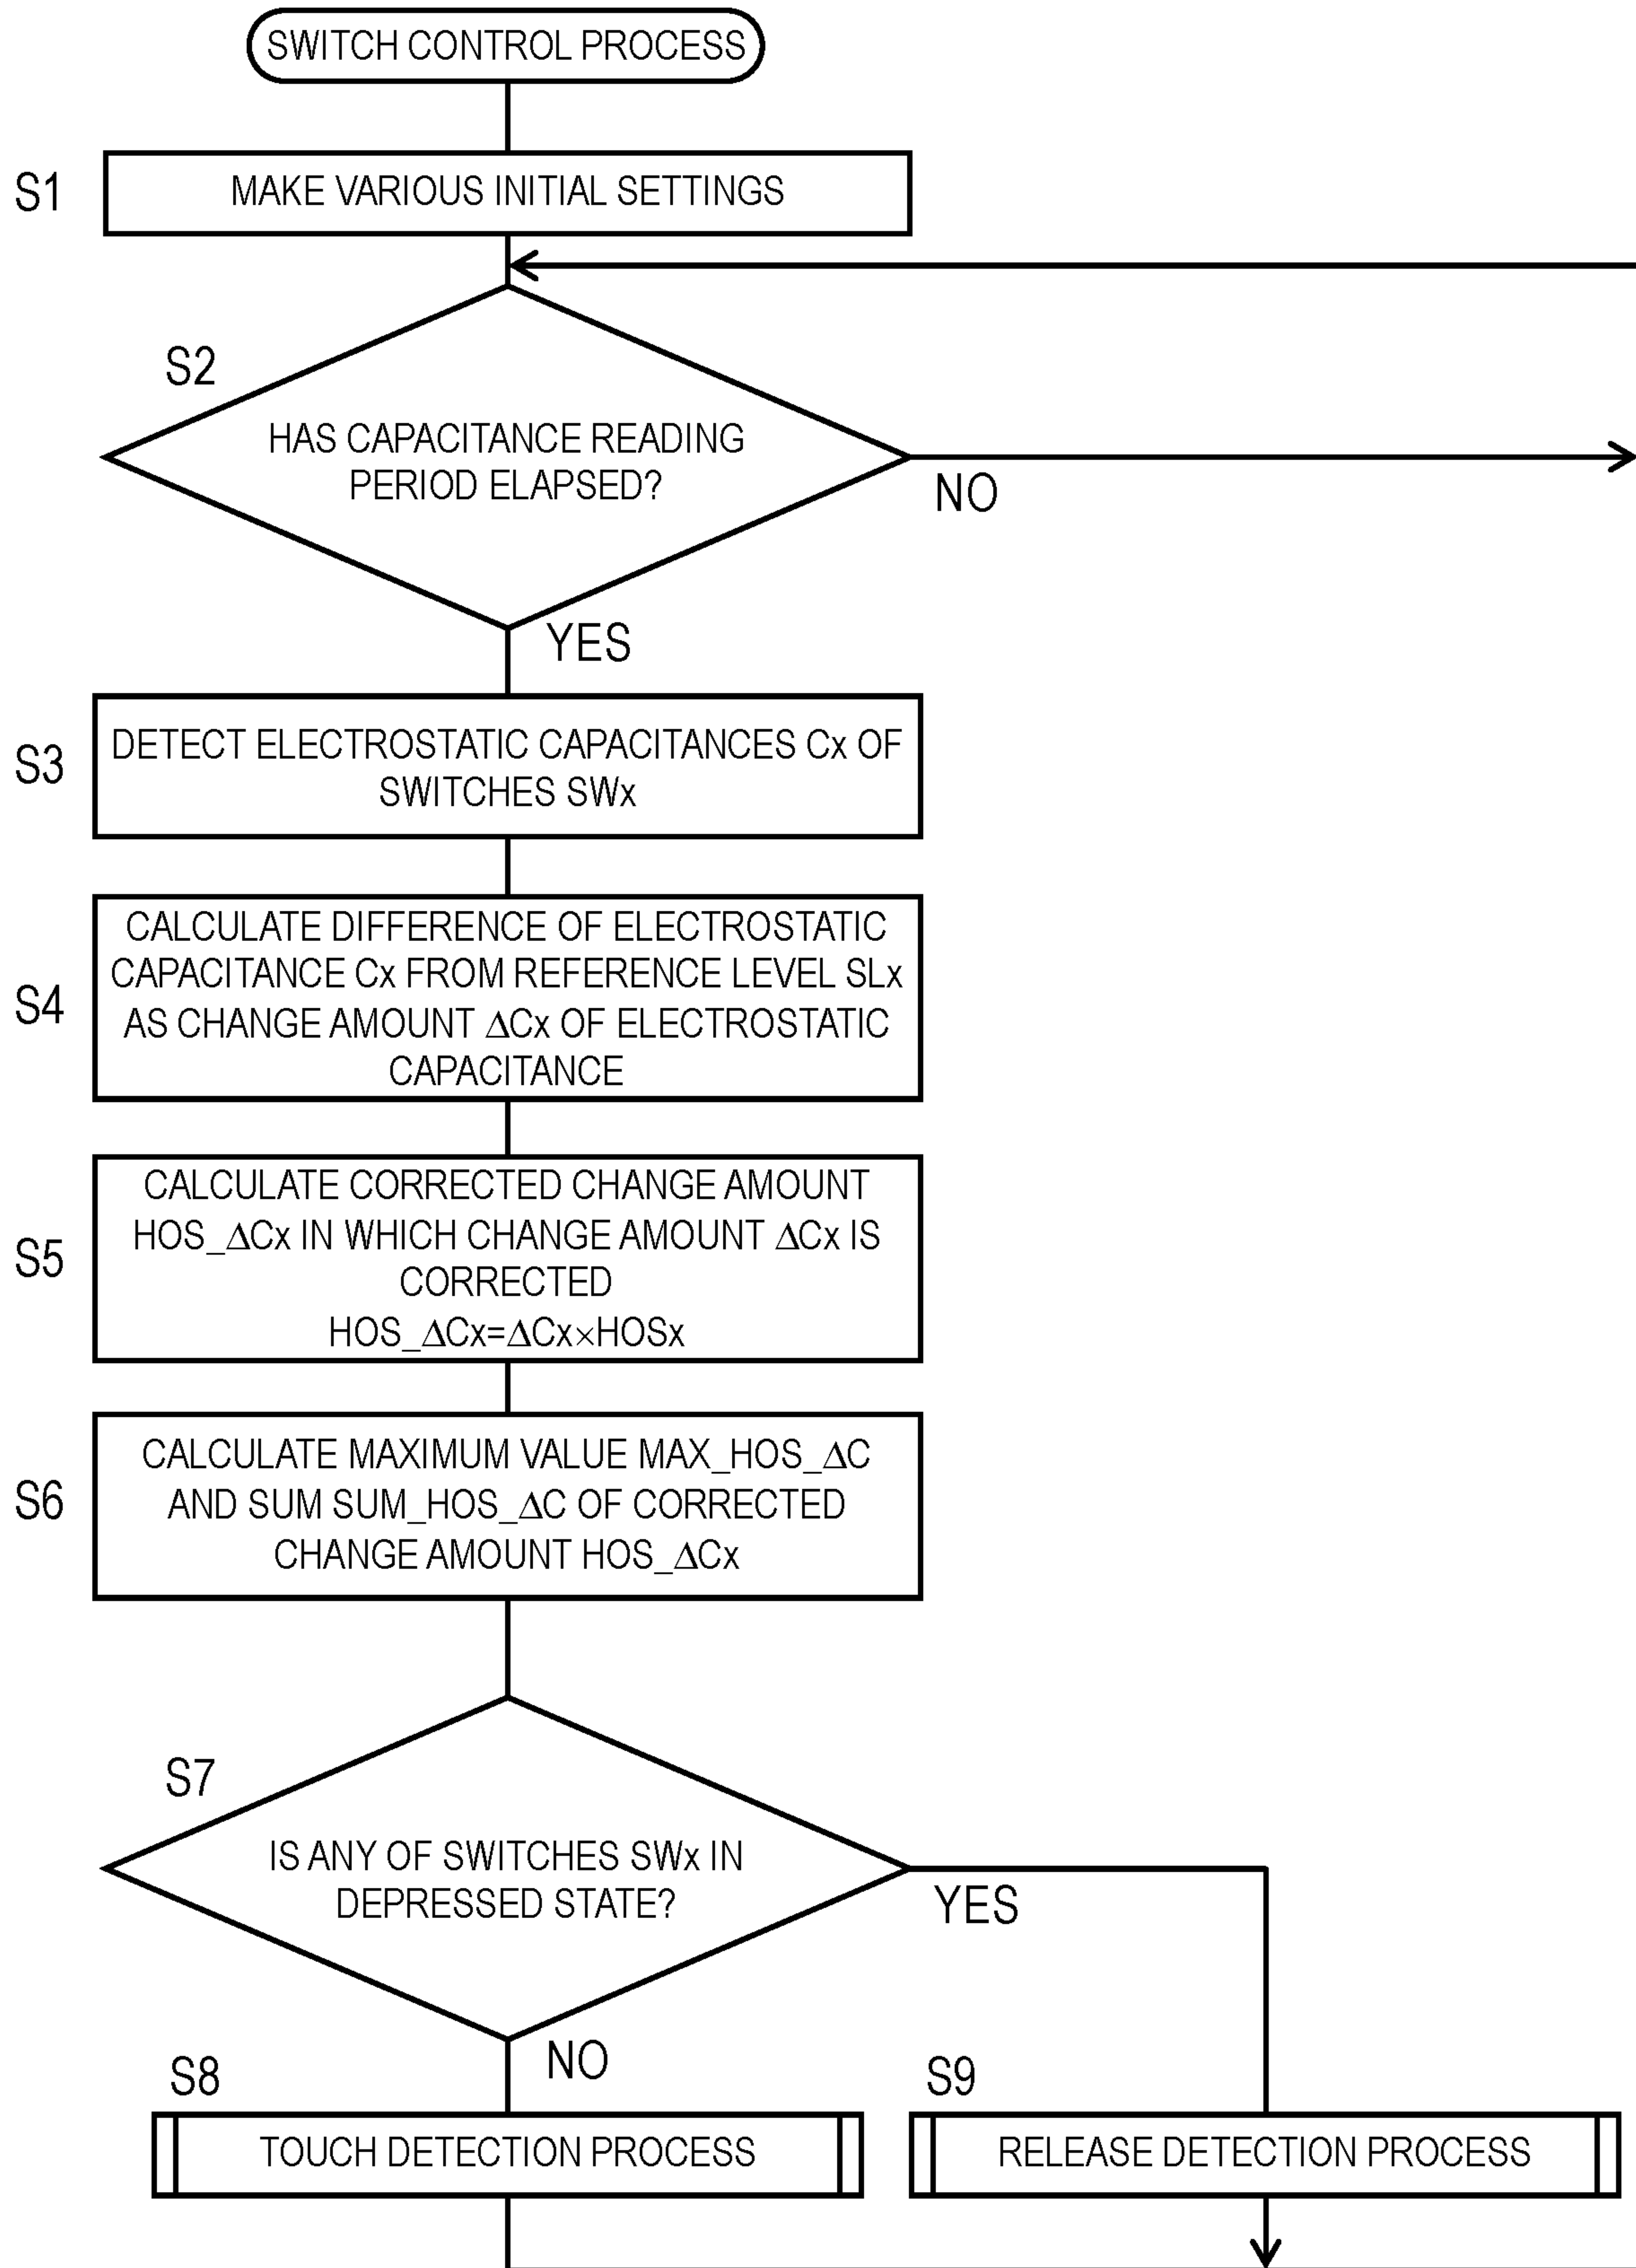 SWITCH CONTROL PROCESS
S1
MAKE VARIOUS INITIAL SETTINGS
S2
HAS CAPACITANCE READING
PERIOD ELAPSED?
NO
YES
S3
DETECT ELECTROSTATIC CAPACITANCES Cx OF
SWITCHES SWx
S4
CALCULATE DIFFERENCE OF ELECTROSTATIC
CAPACITANCE Cx FROM REFERENCE LEVEL SLx
AS CHANGE AMOUNT ΔCx OF ELECTROSTATIC
CAPACITANCE
S5
CALCULATE CORRECTED CHANGE AMOUNT
HOS_ΔCx IN WHICH CHANGE AMOUNT ΔCx IS
CORRECTED
HOS_ΔCx=ΔCx×HOSx
S6
CALCULATE MAXIMUM VALUE MAX_HOS_ΔC
AND SUM SUM_HOS_ΔC OF CORRECTED
CHANGE AMOUNT HOS_ΔCx
S7
IS ANY OF SWITCHES SWx IN
DEPRESSED STATE?
YES
NO
S8
TOUCH DETECTION PROCESS
S9
RELEASE DETECTION PROCESS